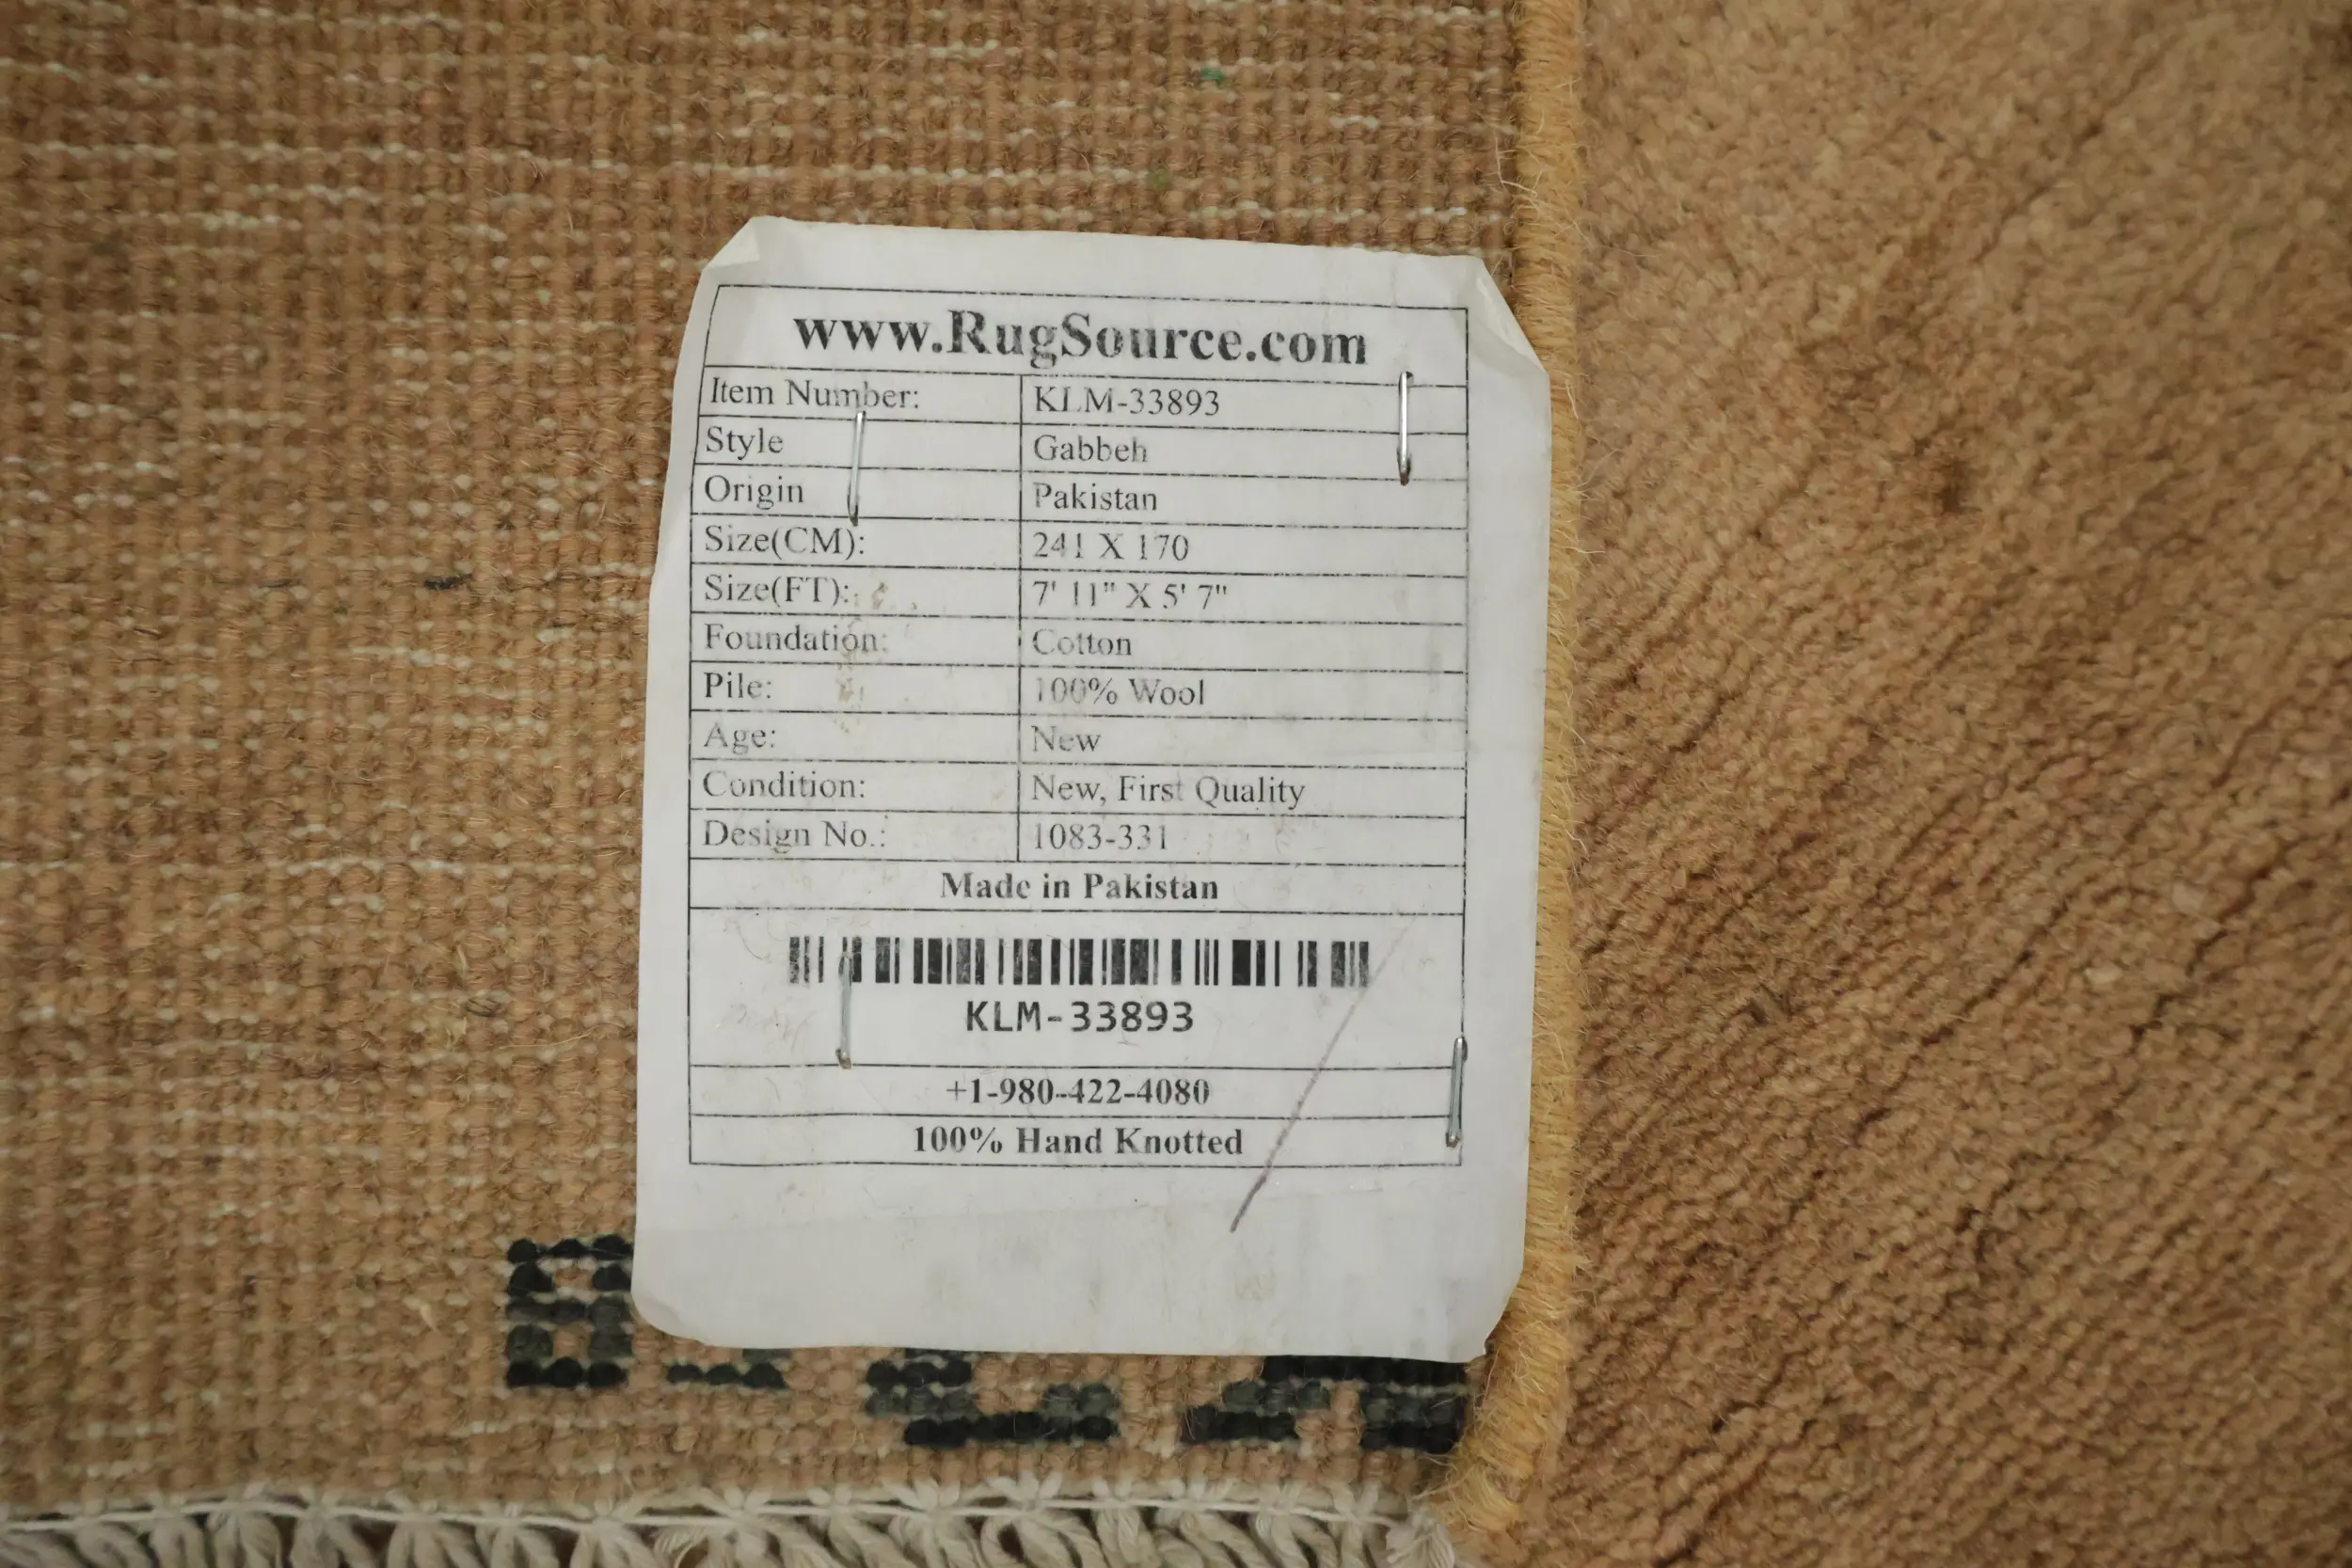 www.RugSource.com
Item Number: KLM-33893
Style Gabbeh
Origin Pakistan
Size(CM): 241 X 170
Size(FT): 7' 11" X 5' 7"
Foundation: Cotton
Pile: 100% Wool
Age: New
Condition: New, First Quality
Design No.: 1083-331
Made in Pakistan
KLM-33893
+1-980-422-4080
100% Hand Knotted